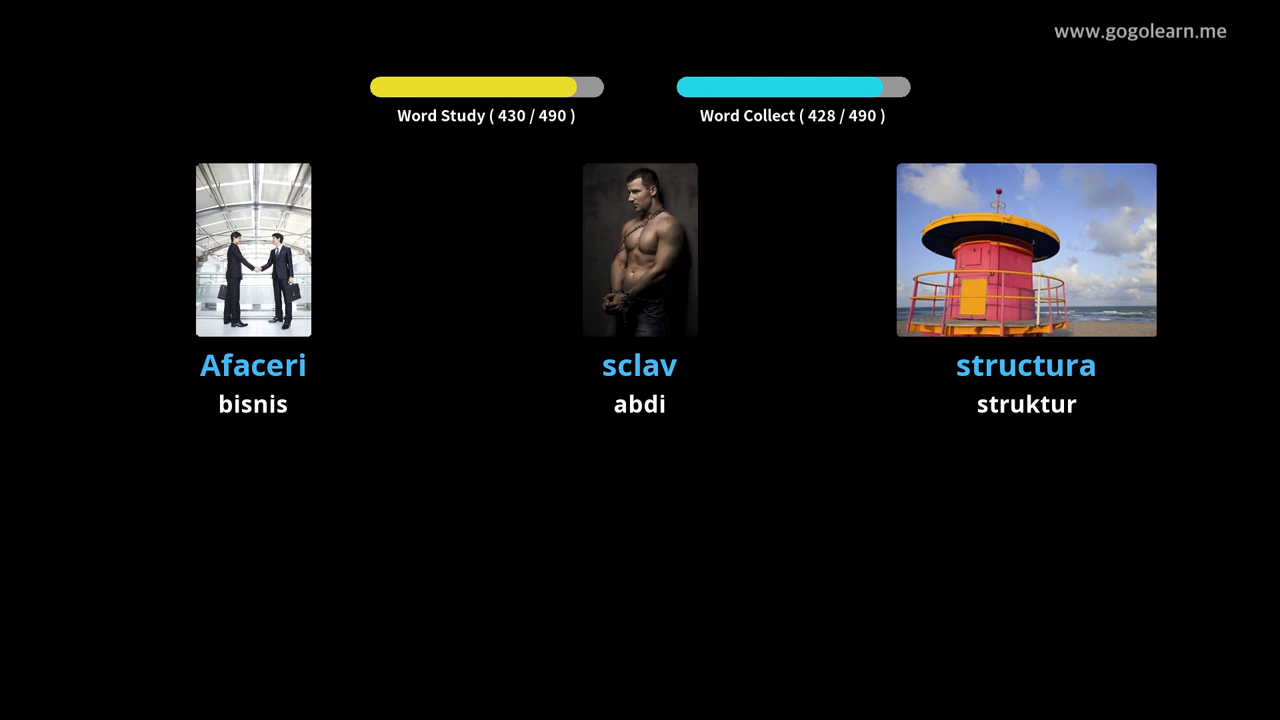 www.gogolearn.me
Word Study ( 430 / 490 )
Word Collect ( 428 / 490 )
Afaceri
bisnis
sclav
abdi
structura
struktur